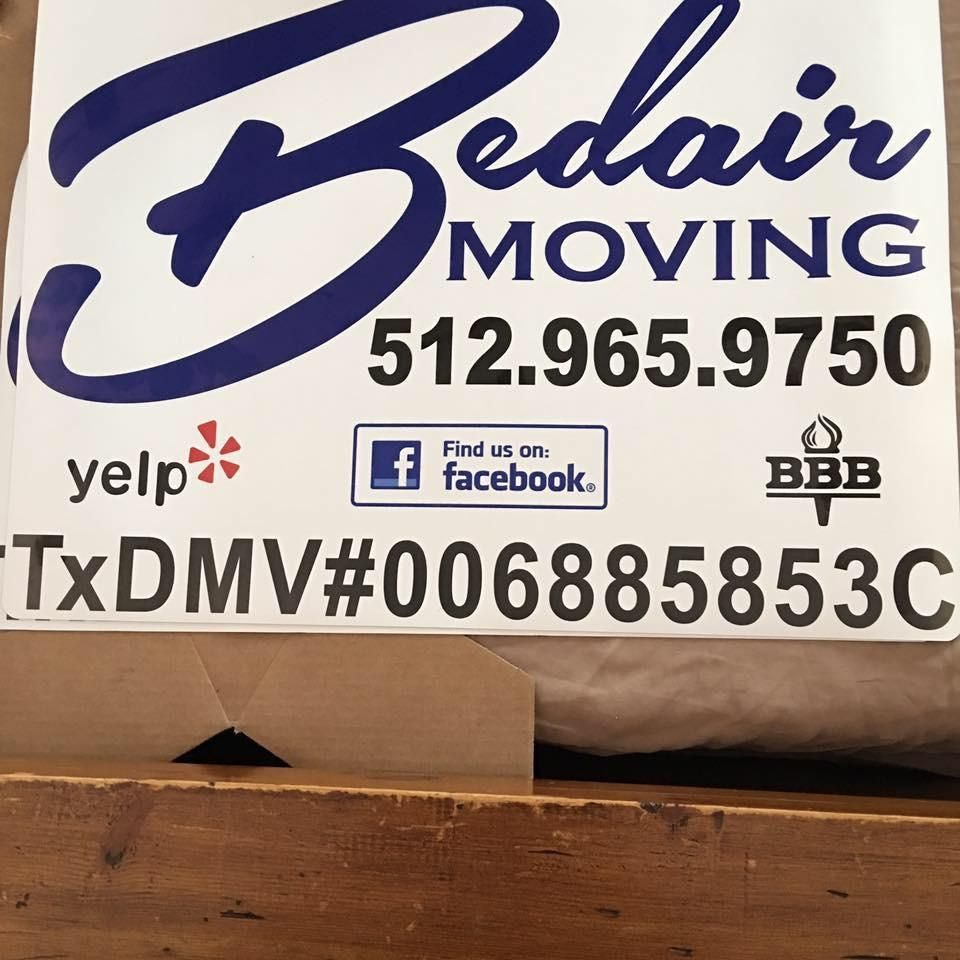 Bedair
MOVING
512.965.9750
yelp
f
Find us on:
facebook®
BBB
TxDMV#006885853C